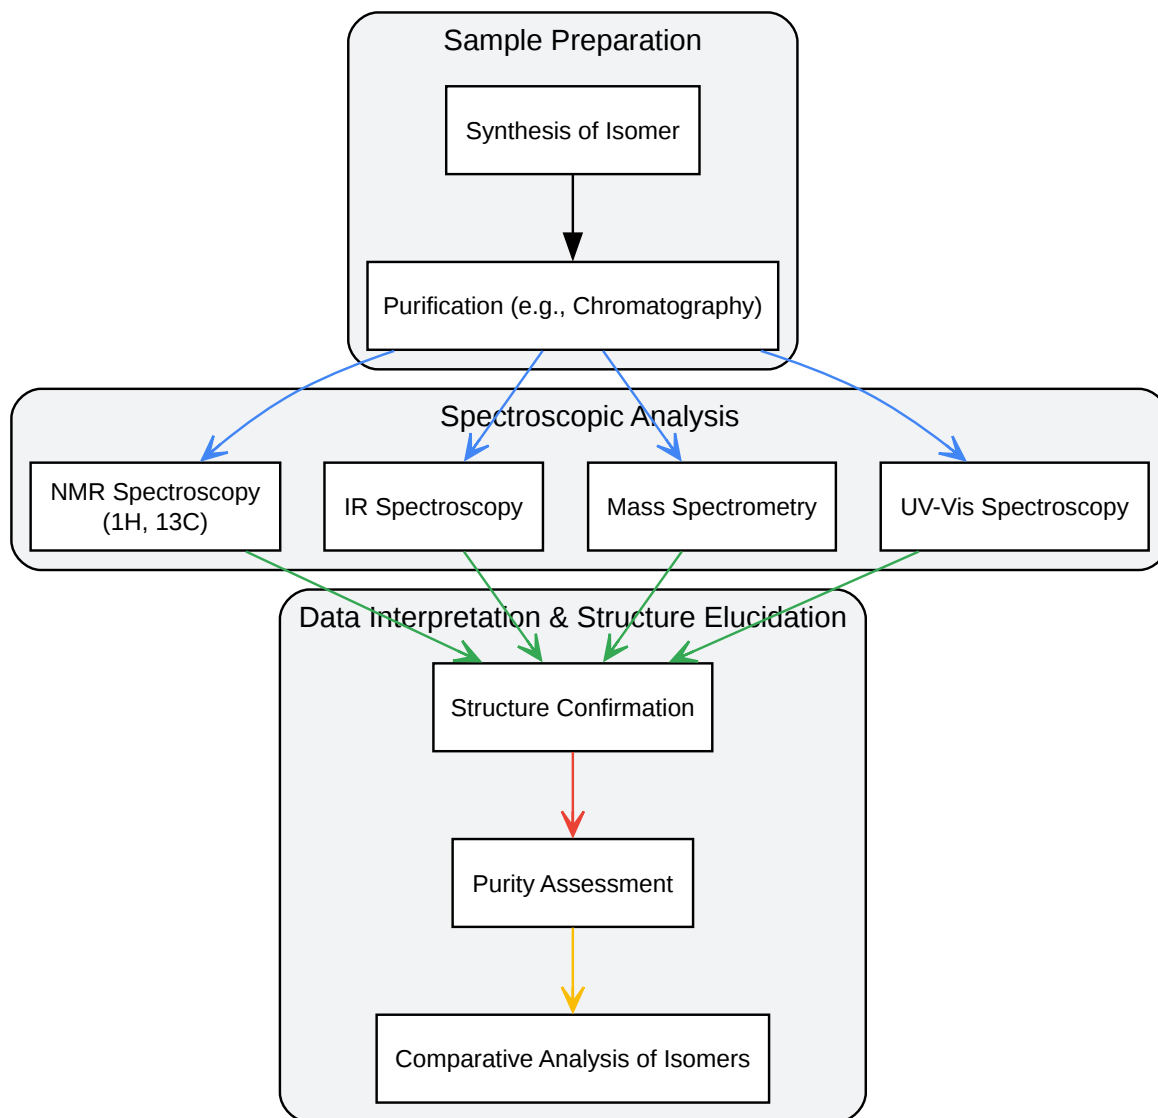 Sample Preparation
Synthesis of Isomer
Purification (e.g., Chromatography)
Spectroscopic Analysis
NMR Spectroscopy
(1H, 13C)
IR Spectroscopy
Mass Spectrometry
UV-Vis Spectroscopy
Data Interpretation & Structure Elucidation
Structure Confirmation
Purity Assessment
Comparative Analysis of Isomers